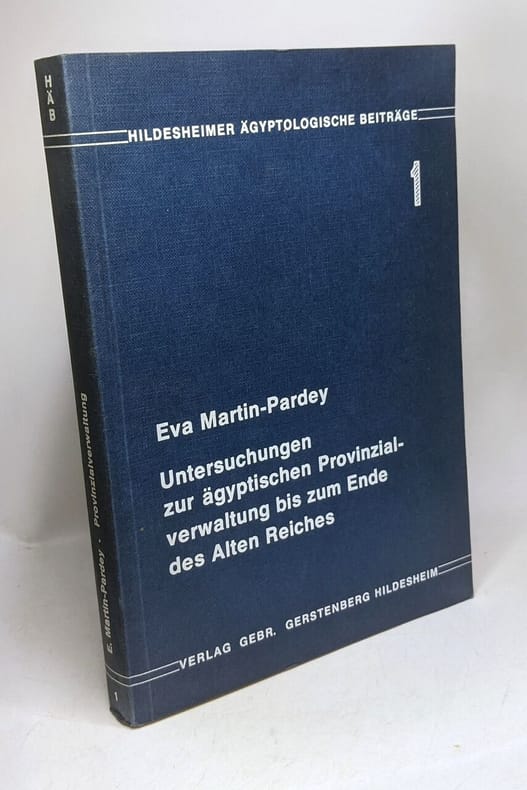 HILDESHEIMER ÄGYPTOLOGISCHE BEITRÄGE
1
Eva Martin-Pardey
Untersuchungen
zur ägyptischen Provinzial-
verwaltung bis zum Ende
des Alten Reiches
VERLAG GEBR. GERSTENBERG HILDESHEIM
HÄB
E. Martin-Pardey - Provinzialverwaltung
1